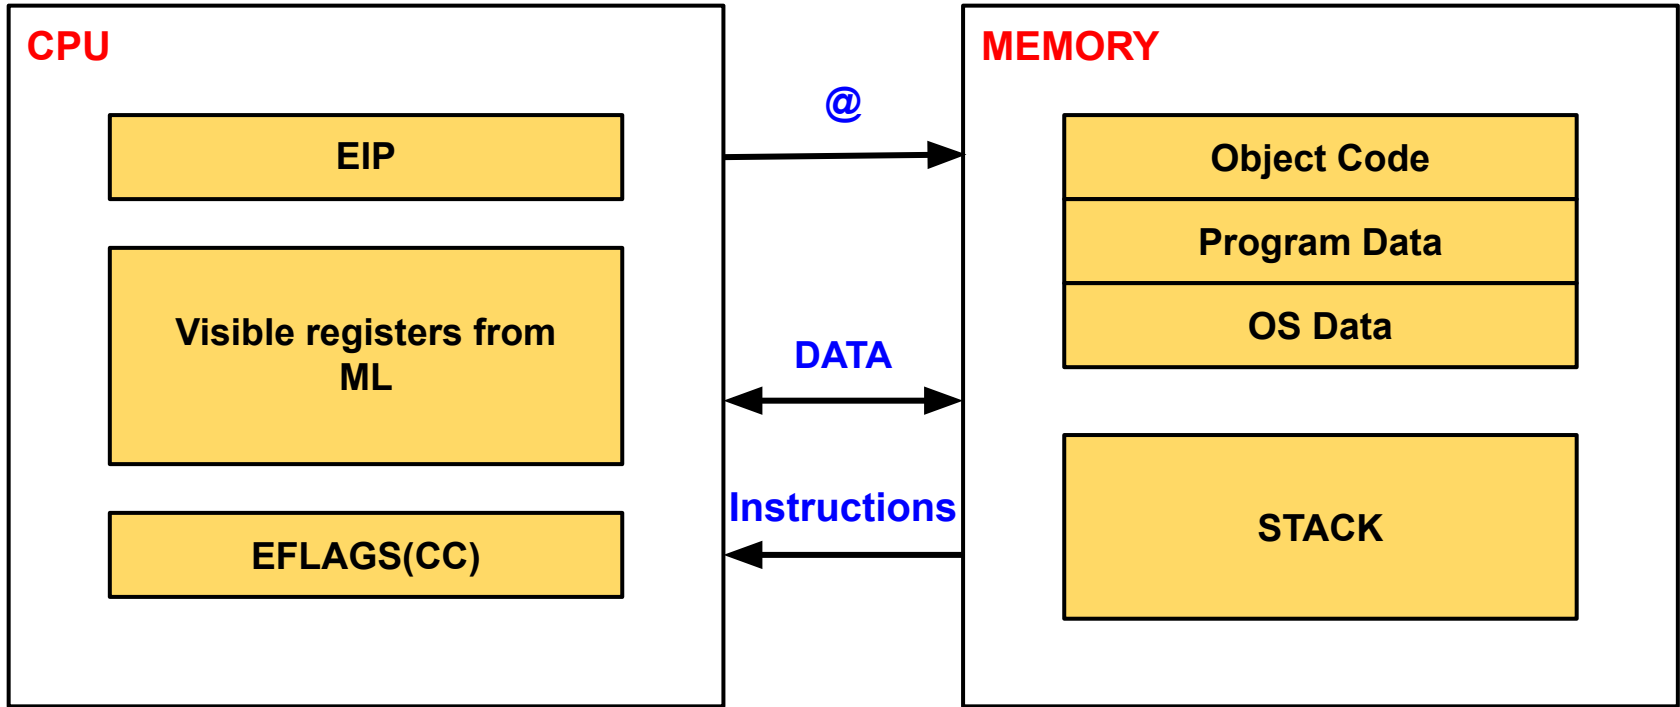 CPU
EIP
Visible registers from
ML
EFLAGS(CC)
@
DATA
Instructions
MEMORY
Object Code
Program Data
OS Data
STACK